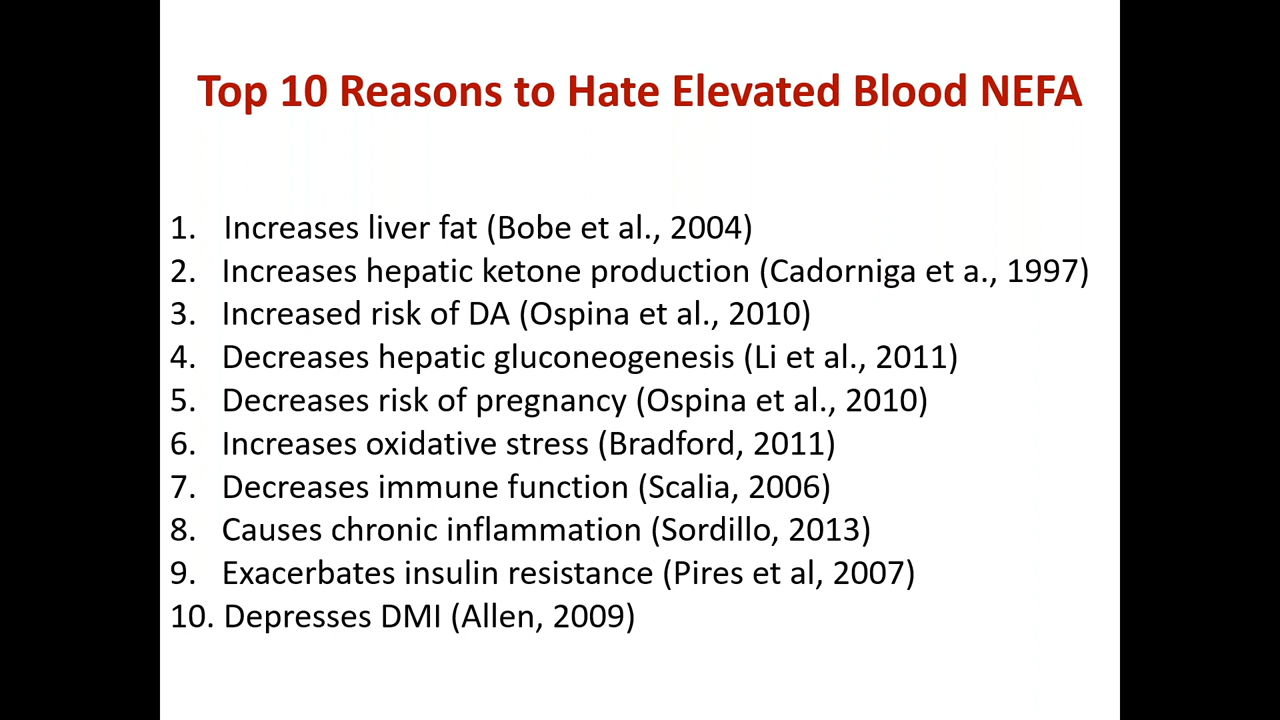 Top 10 Reasons to Hate Elevated Blood NEFA
1. Increases liver fat (Bobe et al., 2004)
2. Increases hepatic ketone production (Cadorniga et a., 1997)
3. Increased risk of DA (Ospina et al., 2010)
4. Decreases hepatic gluconeogenesis (Li et al., 2011)
5. Decreases risk of pregnancy (Ospina et al., 2010)
6. Increases oxidative stress (Bradford, 2011)
7. Decreases immune function (Scalia, 2006)
8. Causes chronic inflammation (Sordillo, 2013)
9. Exacerbates insulin resistance (Pires et al, 2007)
10. Depresses DMI (Allen, 2009)